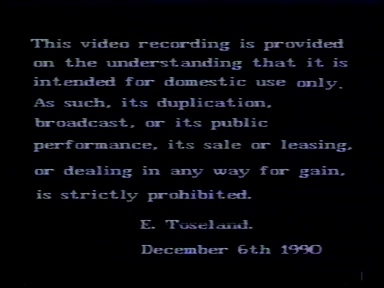 This video recording is provided
on the understanding that it is
intended for domestic use only.
As such, its duplication,
broadcast, or its public
performance, its sale or leasing,
or dealing in any way for gain,
is strictly prohibited.
E. Toseland.
December 6th 1990